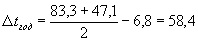 Δt_год = (83,3 + 47,1)/2 − 6,8 = 58,4